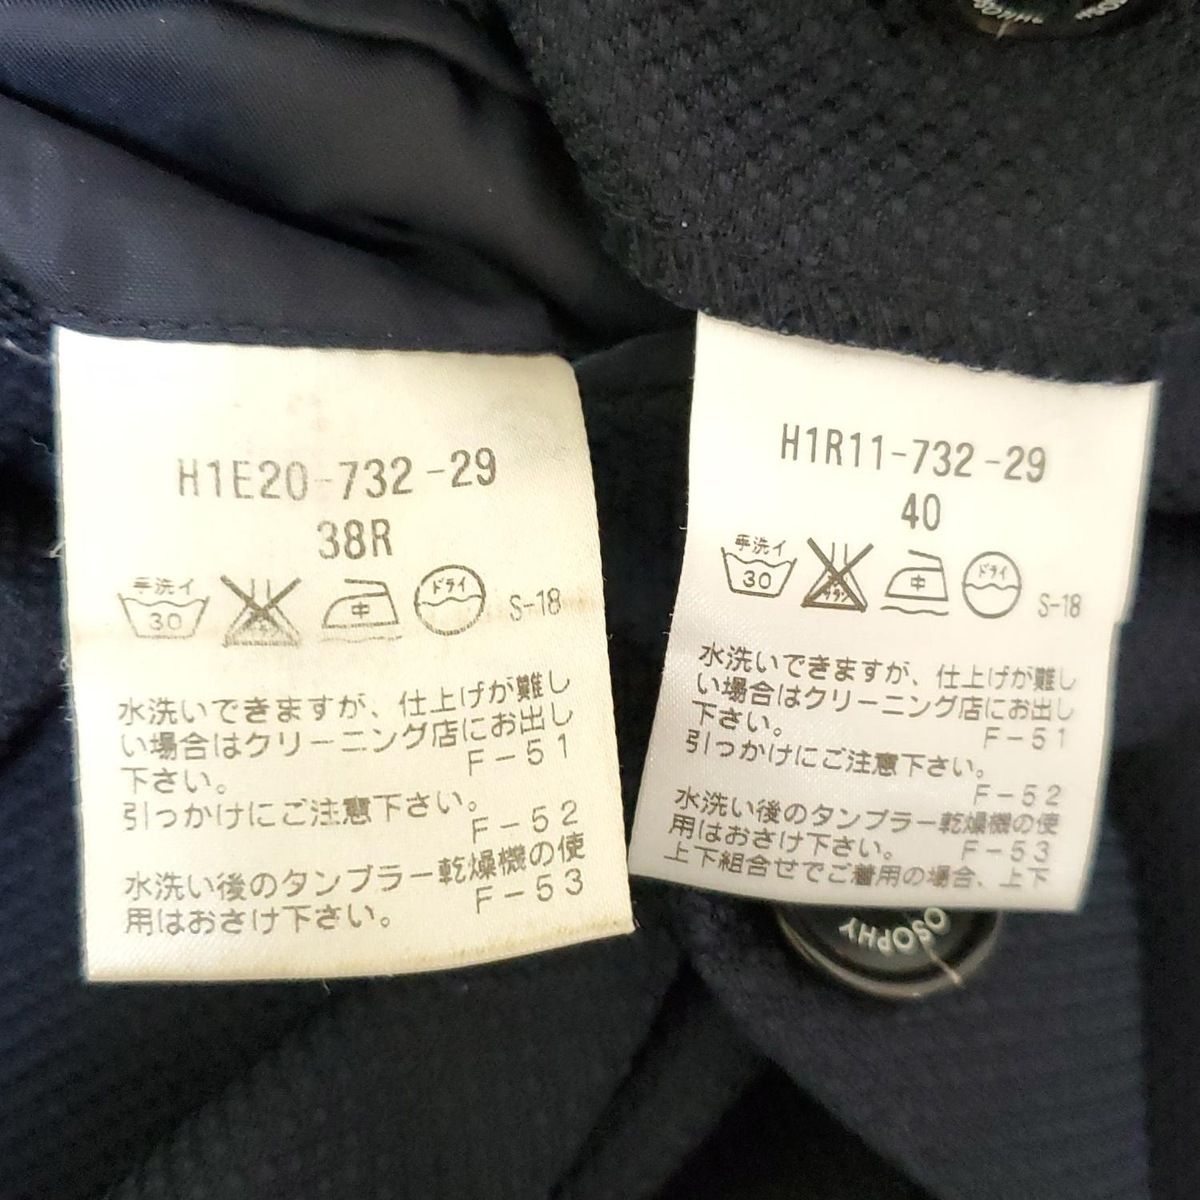 H1E20-732-29
38R
手洗イ
30
中
ドライ
S-18
水洗いできますが、仕上げが難し
い場合はクリーニング店にお出し
下さい。
F-51
引っかけにご注意下さい。
F-52
水洗い後のタンブラー乾燥機の使
用はおさけ下さい。
F-53
H1R11-732-29
40
手洗イ
30
中
ドライ
S-18
水洗いできますが、仕上げが難し
い場合はクリーニング店にお出し
下さい。
F-51
引っかけにご注意下さい。
F-52
水洗い後のタンブラー乾燥機の使
用はおさけ下さい。
F-53
上下組合せでご着用の場合、上下
OSOPHY